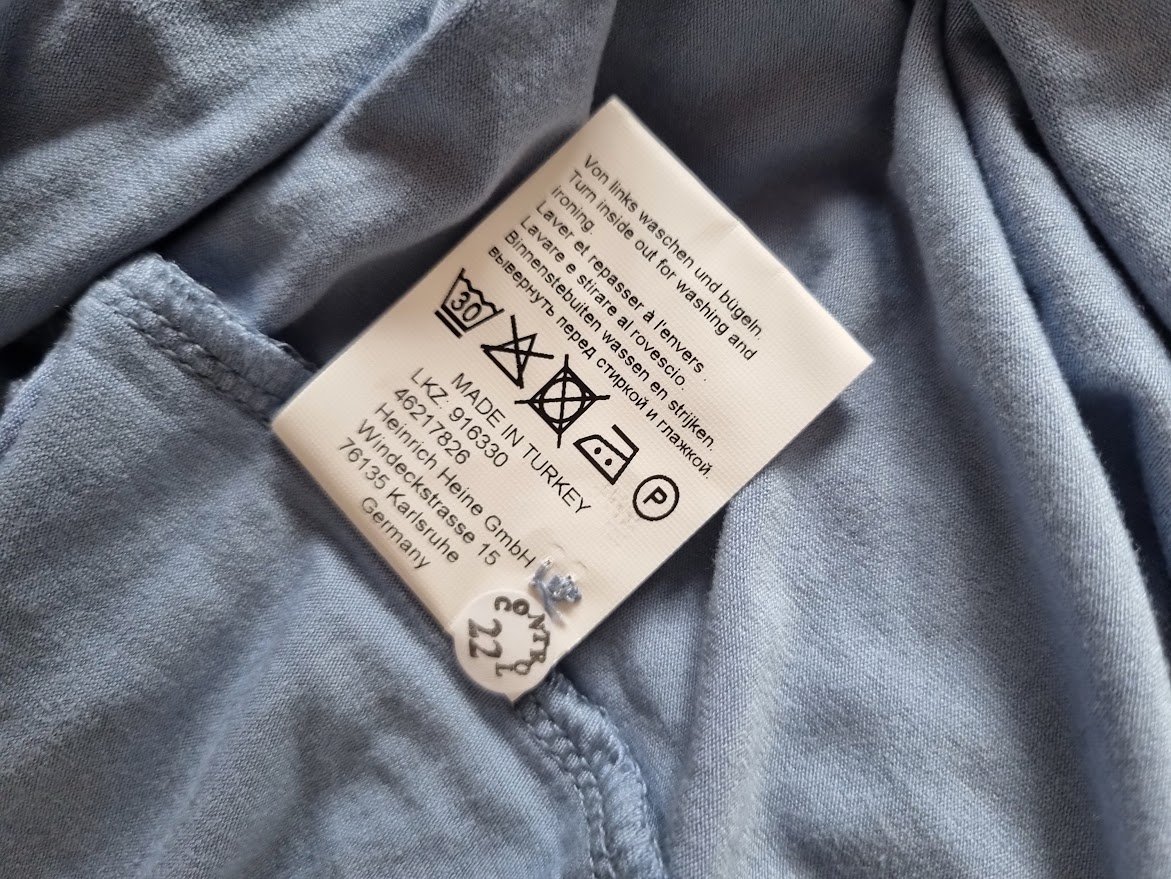 Von links waschen und bügeln.
Turn inside out for washing and
ironing.
Laver et repasser à l'envers.
Lavare e stirare al rovescio.
Binnenstebuiten wassen en strijken.
вывернуть перед стиркой и глажкой.
30
P
MADE IN TURKEY
LKZ. 916330
46217826
Heinrich Heine GmbH
Windeckstrasse 15
76135 Karlsruhe
Germany
CONTROL
22